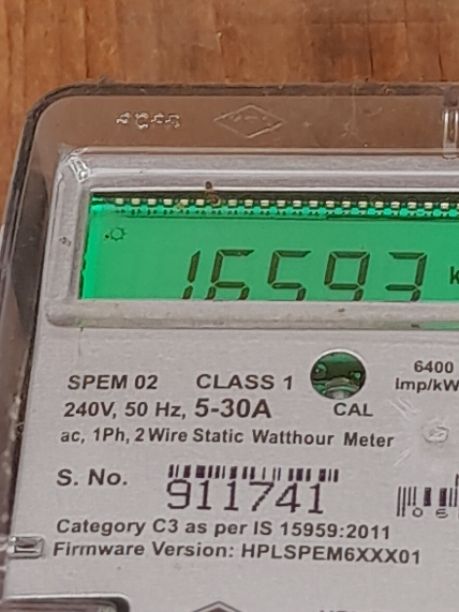 16593 k
6400
SPEM 02 CLASS 1 Imp/kW
240V, 50 Hz, 5-30A CAL
ac, 1Ph, 2 Wire Static Watthour Meter
S. No. 911741
Category C3 as per IS 15959:2011
Firmware Version: HPLSPEM6XXX01